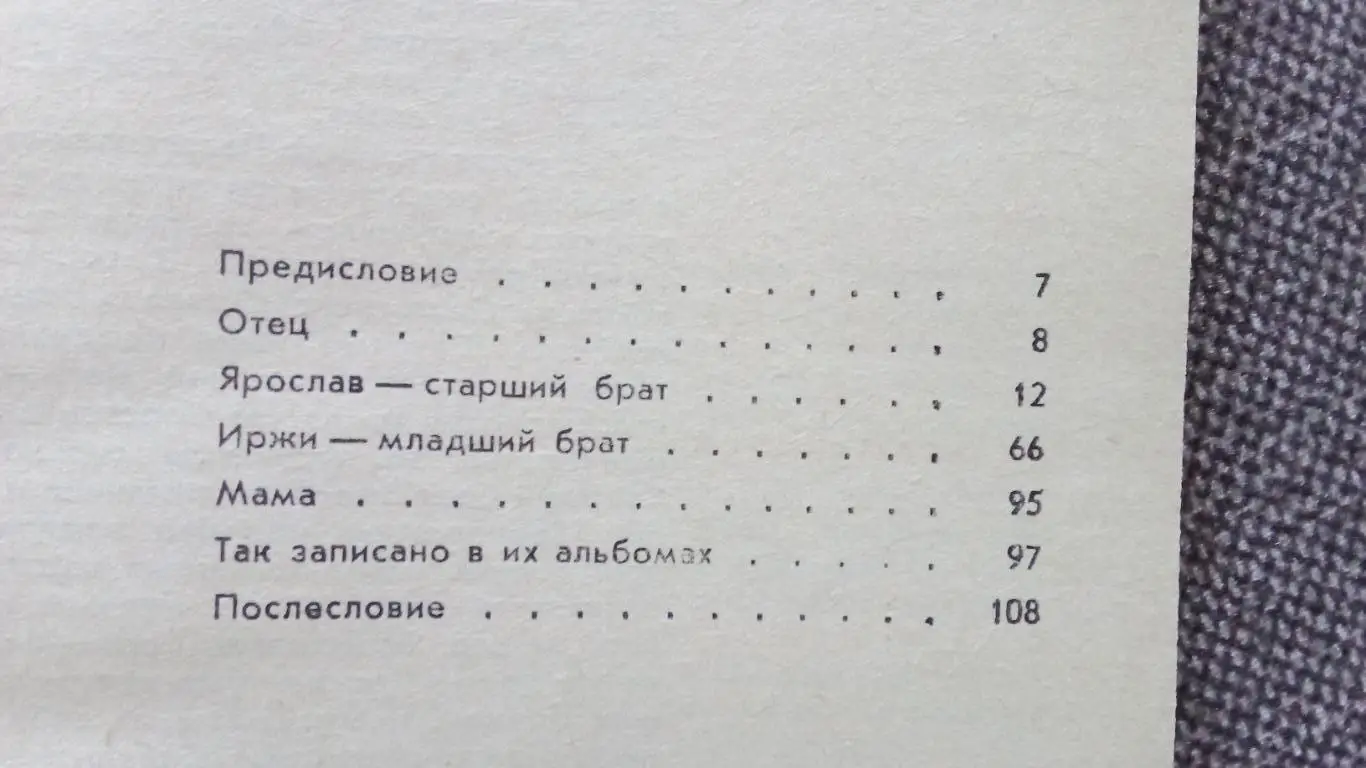 Предисловие . . . . . . . . . . . 7
Отец . . . . . . . . . . . . . . 8
Ярослав — старший брат . . . . . . 12
Иржи — младший брат . . . . . . . 66
Мама . . . . . . . . . . . . . . 95
Так записано в их альбомах . . . . . 97
Послесловие . . . . . . . . . . . 108